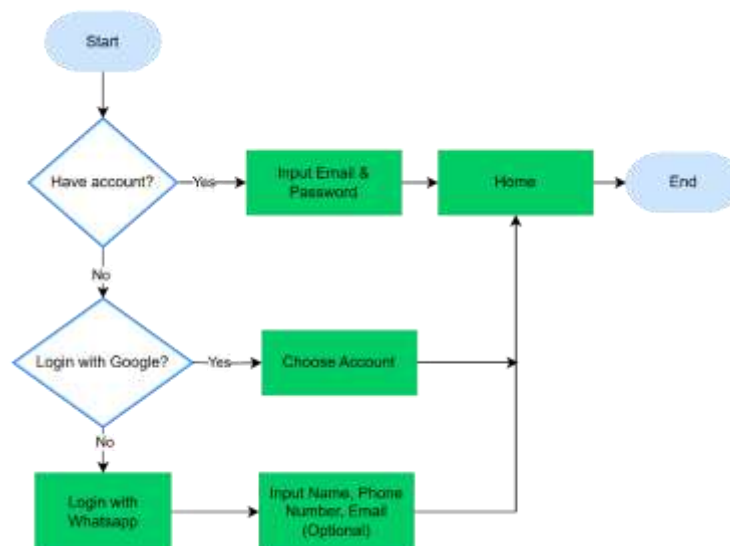 Start
Have account?
Yes
Input Email &
Password
Home
End
No
Login with Google?
Yes
Choose Account
No
Login with
Whatsapp
Input Name, Phone
Number, Email
(Optional)